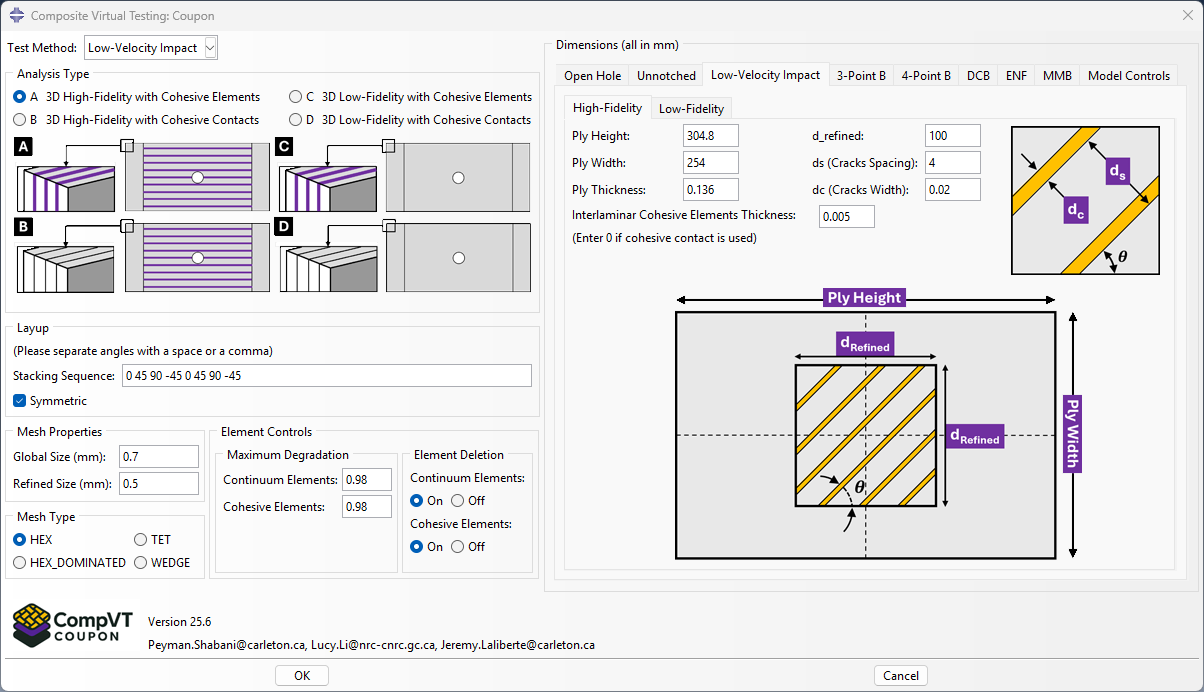 Composite Virtual Testing: Coupon
Test Method: Low-Velocity Impact
Analysis Type
A 3D High-Fidelity with Cohesive Elements
C 3D Low-Fidelity with Cohesive Elements
B 3D High-Fidelity with Cohesive Contacts
D 3D Low-Fidelity with Cohesive Contacts
A
C
B
D
Layup
(Please separate angles with a space or a comma)
Stacking Sequence: 0 45 90 -45 0 45 90 -45
Symmetric
Mesh Properties
Global Size (mm): 0.7
Refined Size (mm): 0.5
Mesh Type
HEX TET
HEX_DOMINATED WEDGE
Element Controls
Maximum Degradation
Continuum Elements: 0.98
Cohesive Elements: 0.98
Element Deletion
Continuum Elements:
On Off
Cohesive Elements:
On Off
Dimensions (all in mm)
Open Hole Unnotched Low-Velocity Impact 3-Point B 4-Point B DCB ENF MMB Model Controls
High-Fidelity Low-Fidelity
Ply Height: 304.8
Ply Width: 254
Ply Thickness: 0.136
d_refined: 100
ds (Cracks Spacing): 4
dc (Cracks Width): 0.02
Interlaminar Cohesive Elements Thickness: 0.005
(Enter 0 if cohesive contact is used)
ds
dc
θ
Ply Height
dRefined
dRefined
Ply Width
θ
CompVT
COUPON
Version 25.6
Peyman.Shabani@carleton.ca, Lucy.Li@nrc-cnrc.gc.ca, Jeremy.Laliberte@carleton.ca
OK Cancel